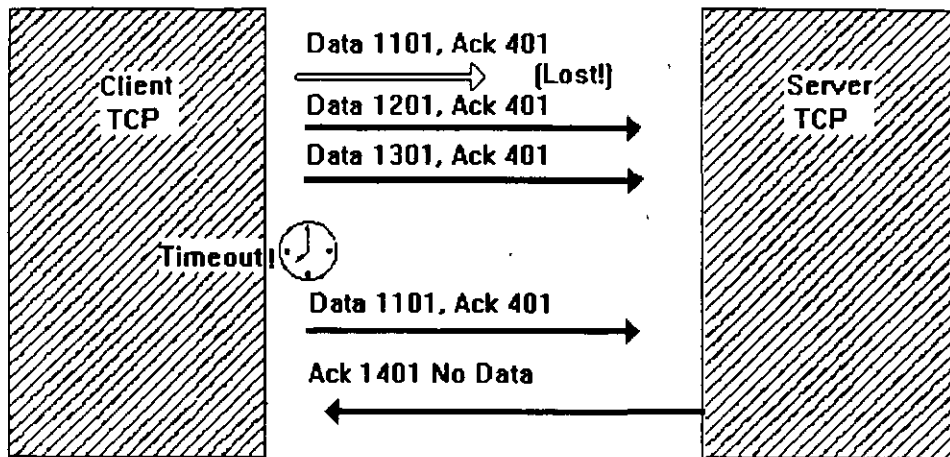 Data 1101, Ack 401
(Lost!)
Client
TCP
Server
TCP
Data 1201, Ack 401
Data 1301, Ack 401
Timeout!
Data 1101, Ack 401
Ack 1401 No Data